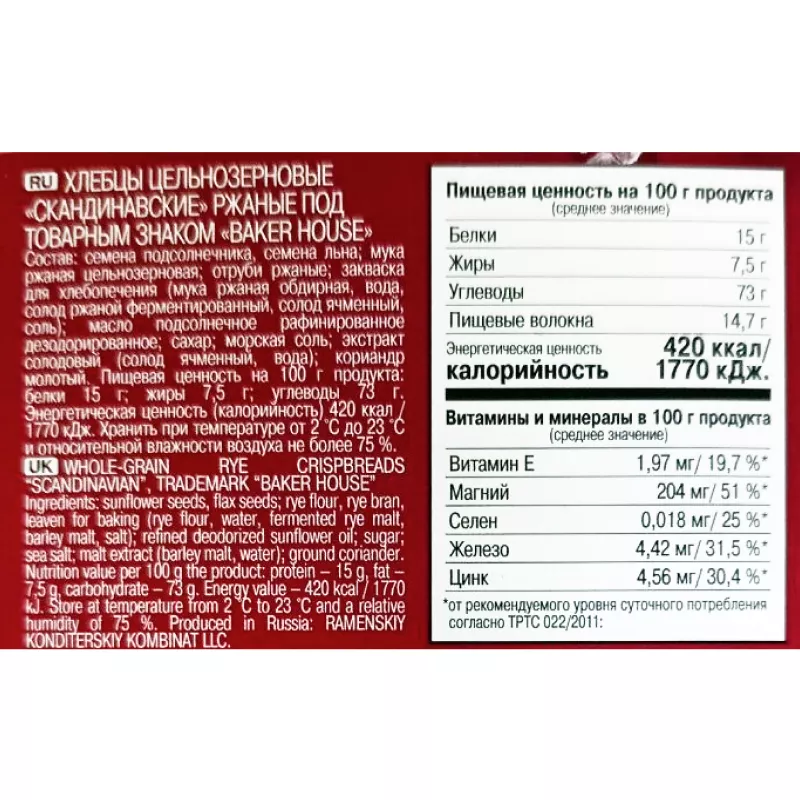 RU ХЛЕБЦЫ ЦЕЛЬНОЗЕРНОВЫЕ
«СКАНДИНАВСКИЕ» РЖАНЫЕ ПОД
ТОВАРНЫМ ЗНАКОМ «BAKER HOUSE»
Состав: семена подсолнечника, семена льна; мука
ржаная цельнозерновая; отруби ржаные; закваска
для хлебопечения (мука ржаная обдирная, вода,
солод ржаной ферментированный, солод ячменный,
соль); масло подсолнечное рафинированное
дезодорированное; сахар; морская соль; экстракт
солодовый (солод ячменный, вода); кориандр
молотый. Пищевая ценность на 100 г продукта:
белки 15 г; жиры 7,5 г; углеводы 73 г.
Энергетическая ценность (калорийность) 420 ккал /
1770 кДж. Хранить при температуре от 2 °С до 23 °С
и относительной влажности воздуха не более 75 %.
UK WHOLE-GRAIN RYE CRISPBREADS
"SCANDINAVIAN", TRADEMARK "BAKER HOUSE"
Ingredients: sunflower seeds, flax seeds; rye flour, rye bran,
leaven for baking (rye flour, water, fermented rye malt,
barley malt, salt); refined deodorized sunflower oil; sugar;
sea salt; malt extract (barley malt, water); ground coriander.
Nutrition value per 100 g the product: protein – 15 g, fat –
7,5 g, carbohydrate – 73 g. Energy value – 420 kcal / 1770
kJ. Store at temperature from 2 °C to 23 °C and a relative
humidity of 75 %. Produced in Russia: RAMENSKIY
KONDITERSKIY KOMBINAT LLC.
Пищевая ценность на 100 г продукта
(среднее значение)
Белки 15 г
Жиры 7,5 г
Углеводы 73 г
Пищевые волокна 14,7 г
Энергетическая ценность 420 ккал/
калорийность 1770 кДж.
Витамины и минералы в 100 г продукта
(среднее значение)
Витамин Е 1,97 мг/ 19,7 %*
Магний 204 мг/ 51 %*
Селен 0,018 мг/ 25 %*
Железо 4,42 мг/ 31,5 %*
Цинк 4,56 мг/ 30,4 %*
*от рекомендуемого уровня суточного потребления
согласно ТРТС 022/2011: